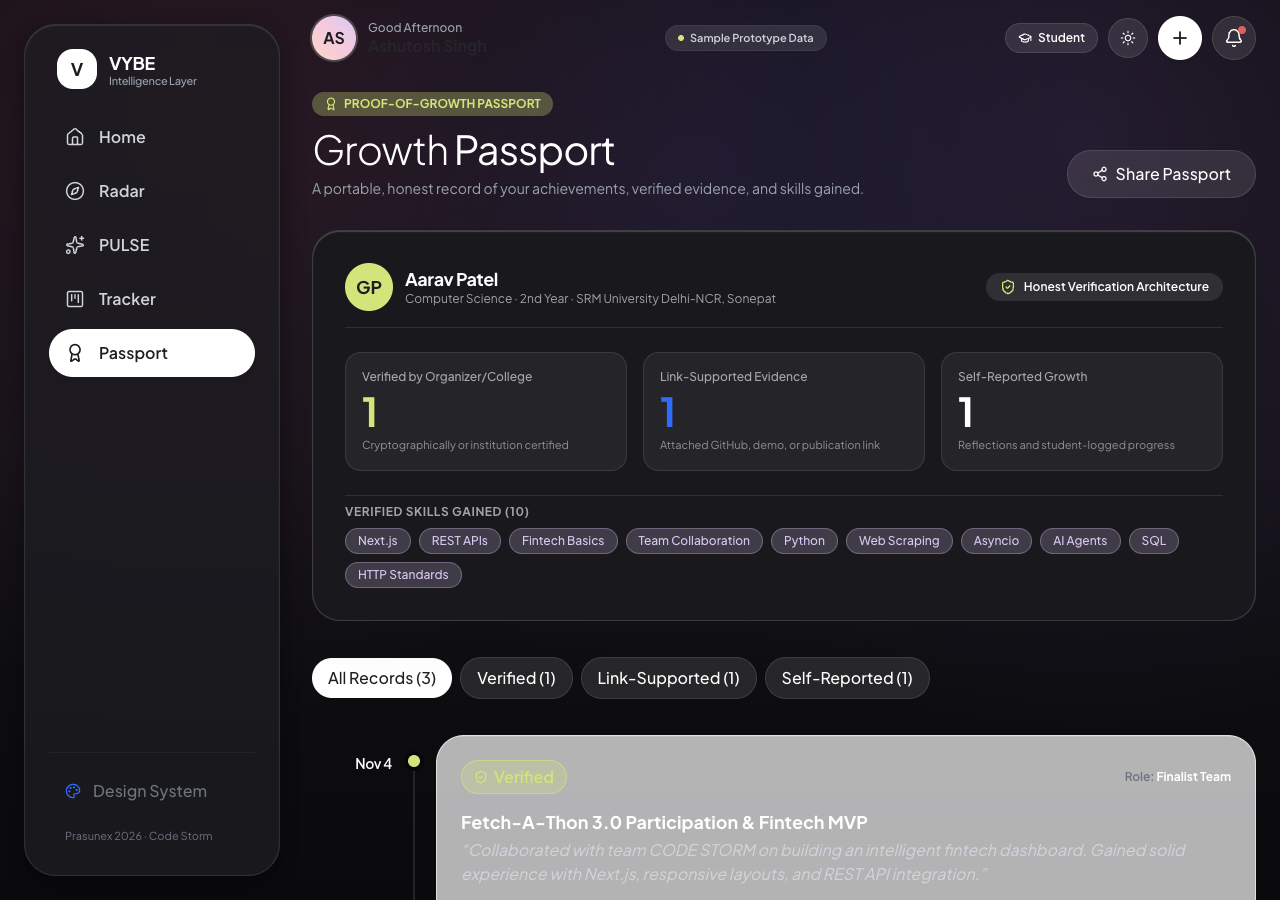 V
VYBE
Intelligence Layer
Home
Radar
PULSE
Tracker
Passport
Design System
Prasunex 2026 · Code Storm
AS
Good Afternoon
Ashutosh Singh
Sample Prototype Data
Student
PROOF-OF-GROWTH PASSPORT
Growth Passport
A portable, honest record of your achievements, verified evidence, and skills gained.
Share Passport
GP
Aarav Patel
Computer Science · 2nd Year · SRM University Delhi-NCR, Sonepat
Honest Verification Architecture
Verified by Organizer/College
1
Cryptographically or institution certified
Link-Supported Evidence
1
Attached GitHub, demo, or publication link
Self-Reported Growth
1
Reflections and student-logged progress
VERIFIED SKILLS GAINED (10)
Next.js REST APIs Fintech Basics Team Collaboration Python Web Scraping Asyncio AI Agents SQL
HTTP Standards
All Records (3) Verified (1) Link-Supported (1) Self-Reported (1)
Nov 4
Verified
Role: Finalist Team
Fetch-A-Thon 3.0 Participation & Fintech MVP
"Collaborated with team CODE STORM on building an intelligent fintech dashboard. Gained solid
experience with Next.js, responsive layouts, and REST API integration."